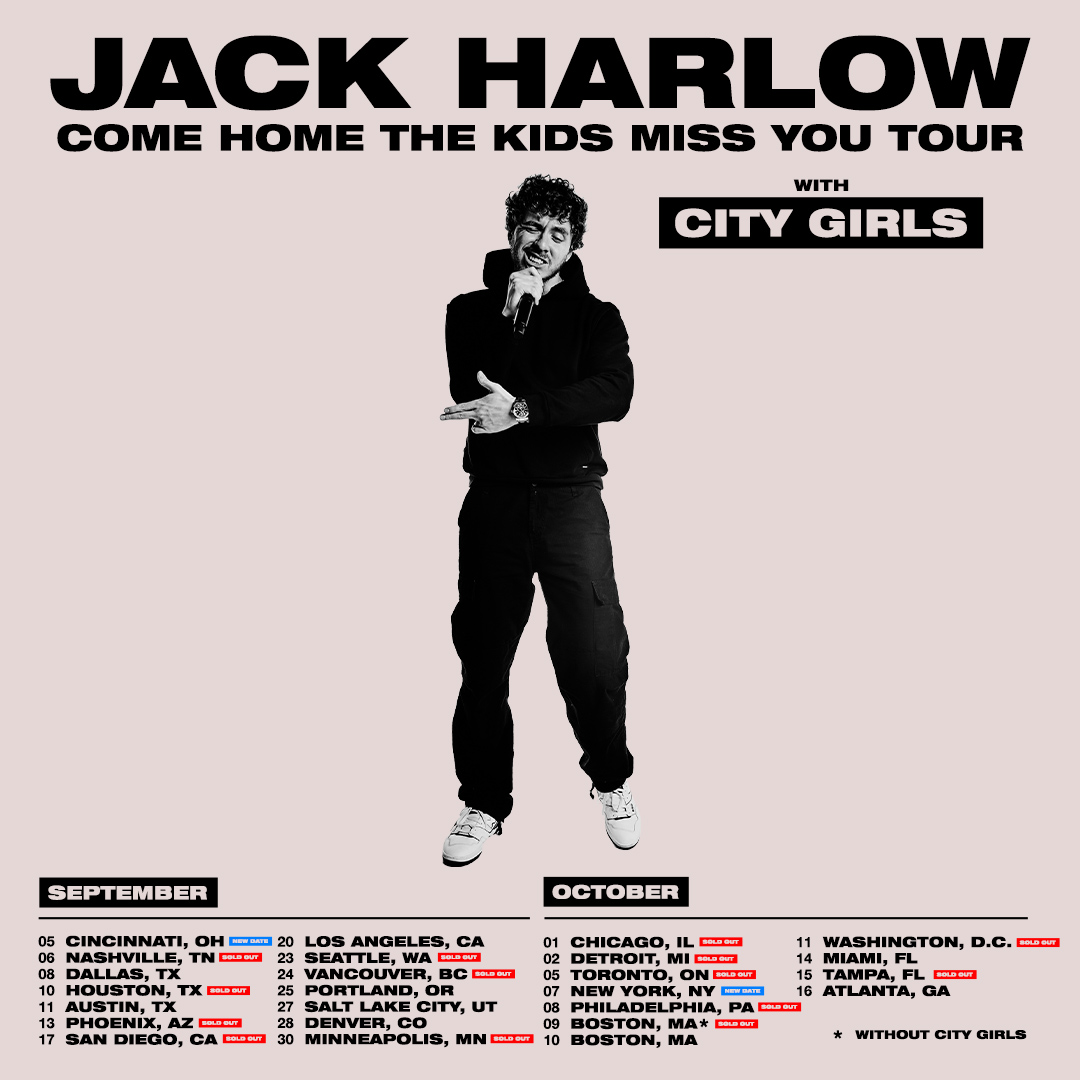 JACK HARLOW
COME HOME THE KIDS MISS YOU TOUR
WITH
CITY GIRLS
SEPTEMBER
05 CINCINNATI, OH NEW DATE
06 NASHVILLE, TN SOLD OUT
08 DALLAS, TX
10 HOUSTON, TX SOLD OUT
11 AUSTIN, TX
13 PHOENIX, AZ SOLD OUT
17 SAN DIEGO, CA SOLD OUT
20 LOS ANGELES, CA
23 SEATTLE, WA SOLD OUT
24 VANCOUVER, BC SOLD OUT
25 PORTLAND, OR
27 SALT LAKE CITY, UT
28 DENVER, CO
30 MINNEAPOLIS, MN SOLD OUT
OCTOBER
01 CHICAGO, IL SOLD OUT
02 DETROIT, MI SOLD OUT
05 TORONTO, ON SOLD OUT
07 NEW YORK, NY NEW DATE
08 PHILADELPHIA, PA SOLD OUT
09 BOSTON, MA* SOLD OUT
10 BOSTON, MA
11 WASHINGTON, D.C. SOLD OUT
14 MIAMI, FL
15 TAMPA, FL SOLD OUT
16 ATLANTA, GA
* WITHOUT CITY GIRLS